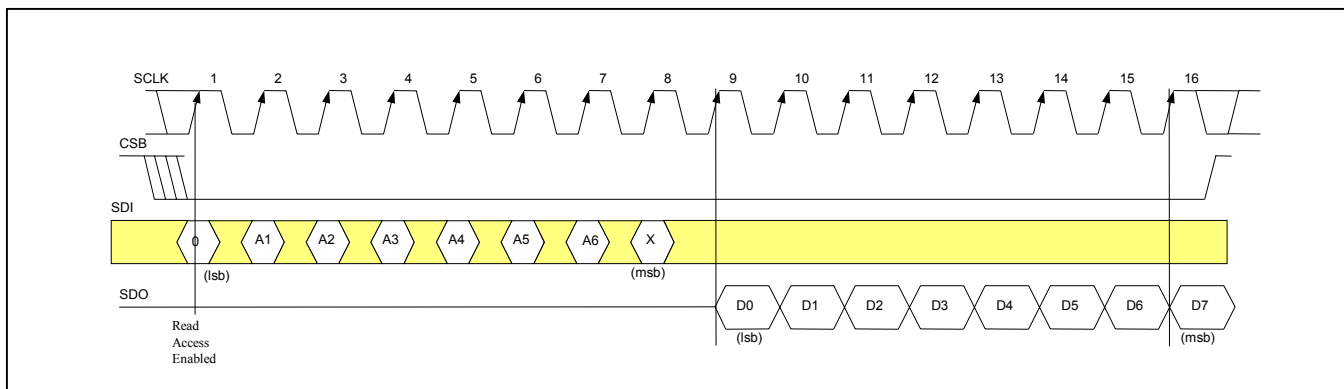 SCLK 1 2 3 4 5 6 7 8 9 10 11 12 13 14 15 16
CSB
SDI
0 A1 A2 A3 A4 A5 A6 X
(lsb) (msb)
SDO
D0 D1 D2 D3 D4 D5 D6 D7
(lsb) (msb)
Read
Access
Enabled